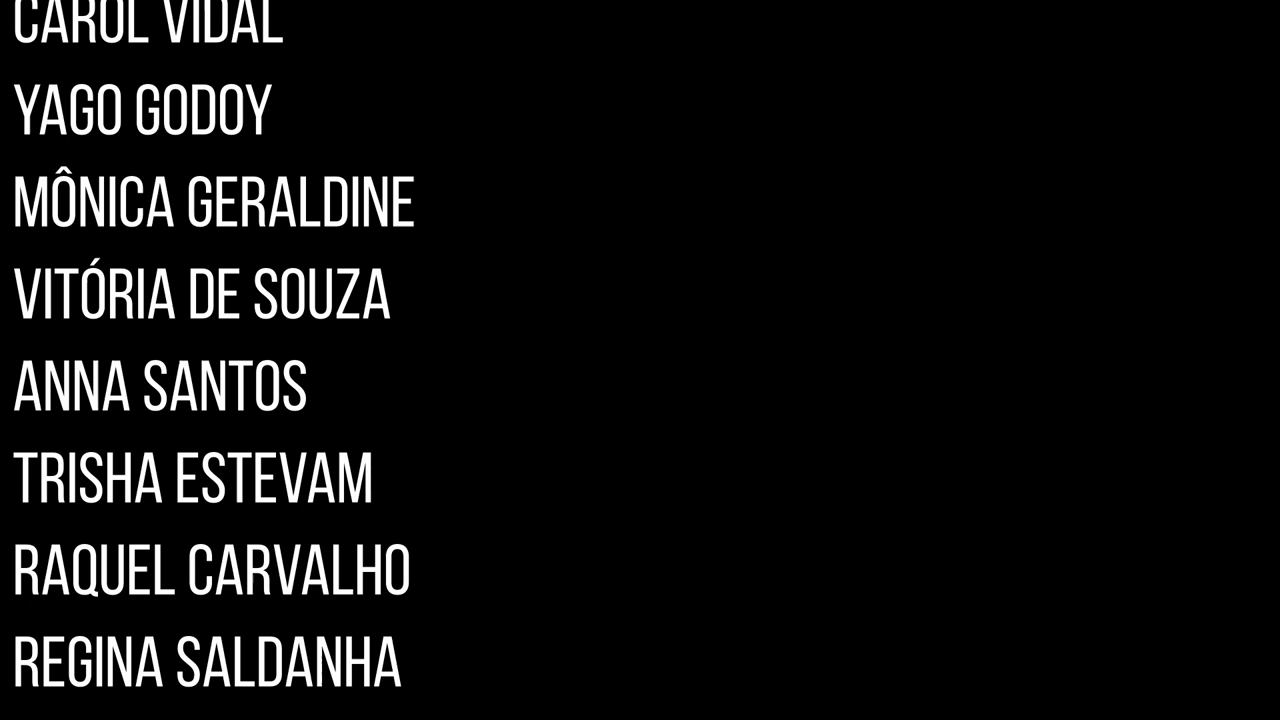 CAROL VIDAL
YAGO GODOY
MÔNICA GERALDINE
VITÓRIA DE SOUZA
ANNA SANTOS
TRISHA ESTEVAM
RAQUEL CARVALHO
REGINA SALDANHA